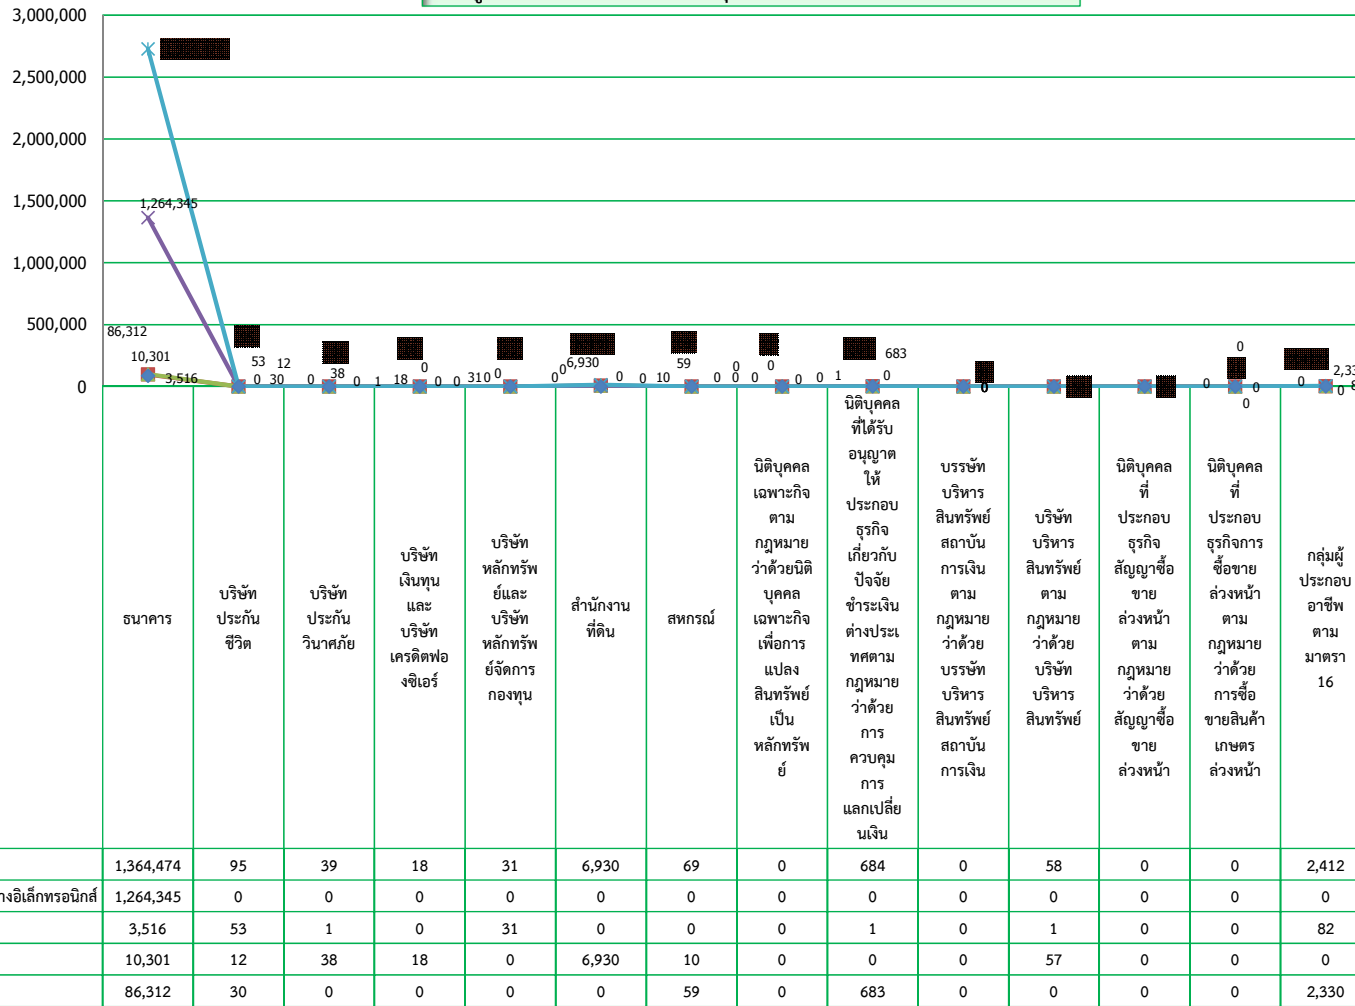 3,000,000
2,500,000
2,000,000
1,500,000
1,000,000
500,000
0
1,264,345
86,312
10,301
3,516
53 12
0 30 0
38
0 1 18
0
0 0 31 0
0
0 0
6,930
0 0 10
59
0 0 0
0 0
0 0 1
683
0
0
0
0 0
0
0 2,33
0 8
ธนาคาร
บริษัท
ประกัน
ชีวิต
บริษัท
ประกัน
วินาศภัย
บริษัท
เงินทุน
และ
บริษัท
เครดิตฟอ
งซิเอร์
บริษัท
หลักทรัพ
ย์และ
บริษัท
หลักทรัพ
ย์จัดการ
กองทุน
สำนักงาน
ที่ดิน
สหกรณ์
นิติบุคคล
เฉพาะกิจ
ตาม
กฎหมาย
ว่าด้วยนิติ
บุคคล
เฉพาะกิจ
เพื่อการ
แปลง
สินทรัพย์
เป็น
หลักทรัพ
ย์
นิติบุคคล
ที่ได้รับ
อนุญาต
ให้
ประกอบ
ธุรกิจ
เกี่ยวกับ
ปัจจัย
ชำระเงิน
ต่างประเ
ทศตาม
กฎหมาย
ว่าด้วย
การ
ควบคุม
การ
แลกเปลี่ย
นเงิน
บรรษัท
บริหาร
สินทรัพย์
สถาบัน
การเงิน
ตาม
กฎหมาย
ว่าด้วย
บรรษัท
บริหาร
สินทรัพย์
สถาบัน
การเงิน
บริษัท
บริหาร
สินทรัพย์
ตาม
กฎหมาย
ว่าด้วย
บริษัท
บริหาร
สินทรัพย์
นิติบุคคล
ที่
ประกอบ
ธุรกิจ
สัญญาซื้อ
ขาย
ล่วงหน้า
ตาม
กฎหมาย
ว่าด้วย
สัญญาซื้อ
ขาย
ล่วงหน้า
นิติบุคคล
ที่
ประกอบ
ธุรกิจการ
ซื้อขาย
ล่วงหน้า
ตาม
กฎหมาย
ว่าด้วย
การซื้อ
ขายสินค้า
เกษตร
ล่วงหน้า
กลุ่มผู้
ประกอบ
อาชีพ
ตาม
มาตรา
16
1,364,474 95 39 18 31 6,930 69 0 684 0 58 0 0 2,412
างอิเล็กทรอนิกส์ 1,264,345 0 0 0 0 0 0 0 0 0 0 0 0 0
3,516 53 1 0 31 0 0 0 1 0 1 0 0 82
10,301 12 38 18 0 6,930 10 0 0 0 57 0 0 0
86,312 30 0 0 0 0 59 0 683 0 0 0 0 2,330